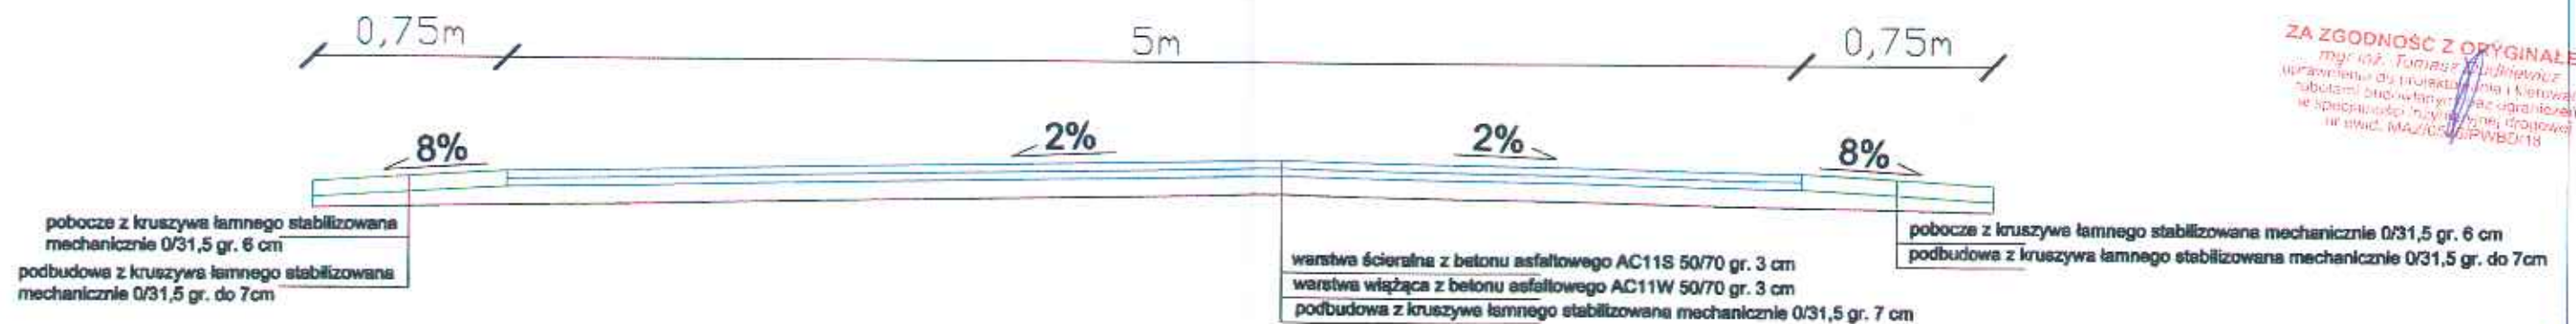 0,75m
5m
0,75m
ZA ZGODNOŚĆ Z ORYGINAŁE
mgr inż. Tomasz
8%
2%
2%
8%
pobocze z kruszywa łamnego stabilizowana
mechanicznie 0/31,5 gr. 6 cm
podbudowa z kruszywa łamnego stabilizowana
mechanicznie 0/31,5 gr. do 7cm
warstwa ścieralna z betonu asfaltowego AC11S 50/70 gr. 3 cm
warstwa wiążąca z betonu asfaltowego AC11W 50/70 gr. 3 cm
podbudowa z kruszywa łamnego stabilizowana mechanicznie 0/31,5 gr. 7 cm
pobocze z kruszywa łamnego stabilizowana mechanicznie 0/31,5 gr. 6 cm
podbudowa z kruszywa łamnego stabilizowana mechanicznie 0/31,5 gr. do 7cm